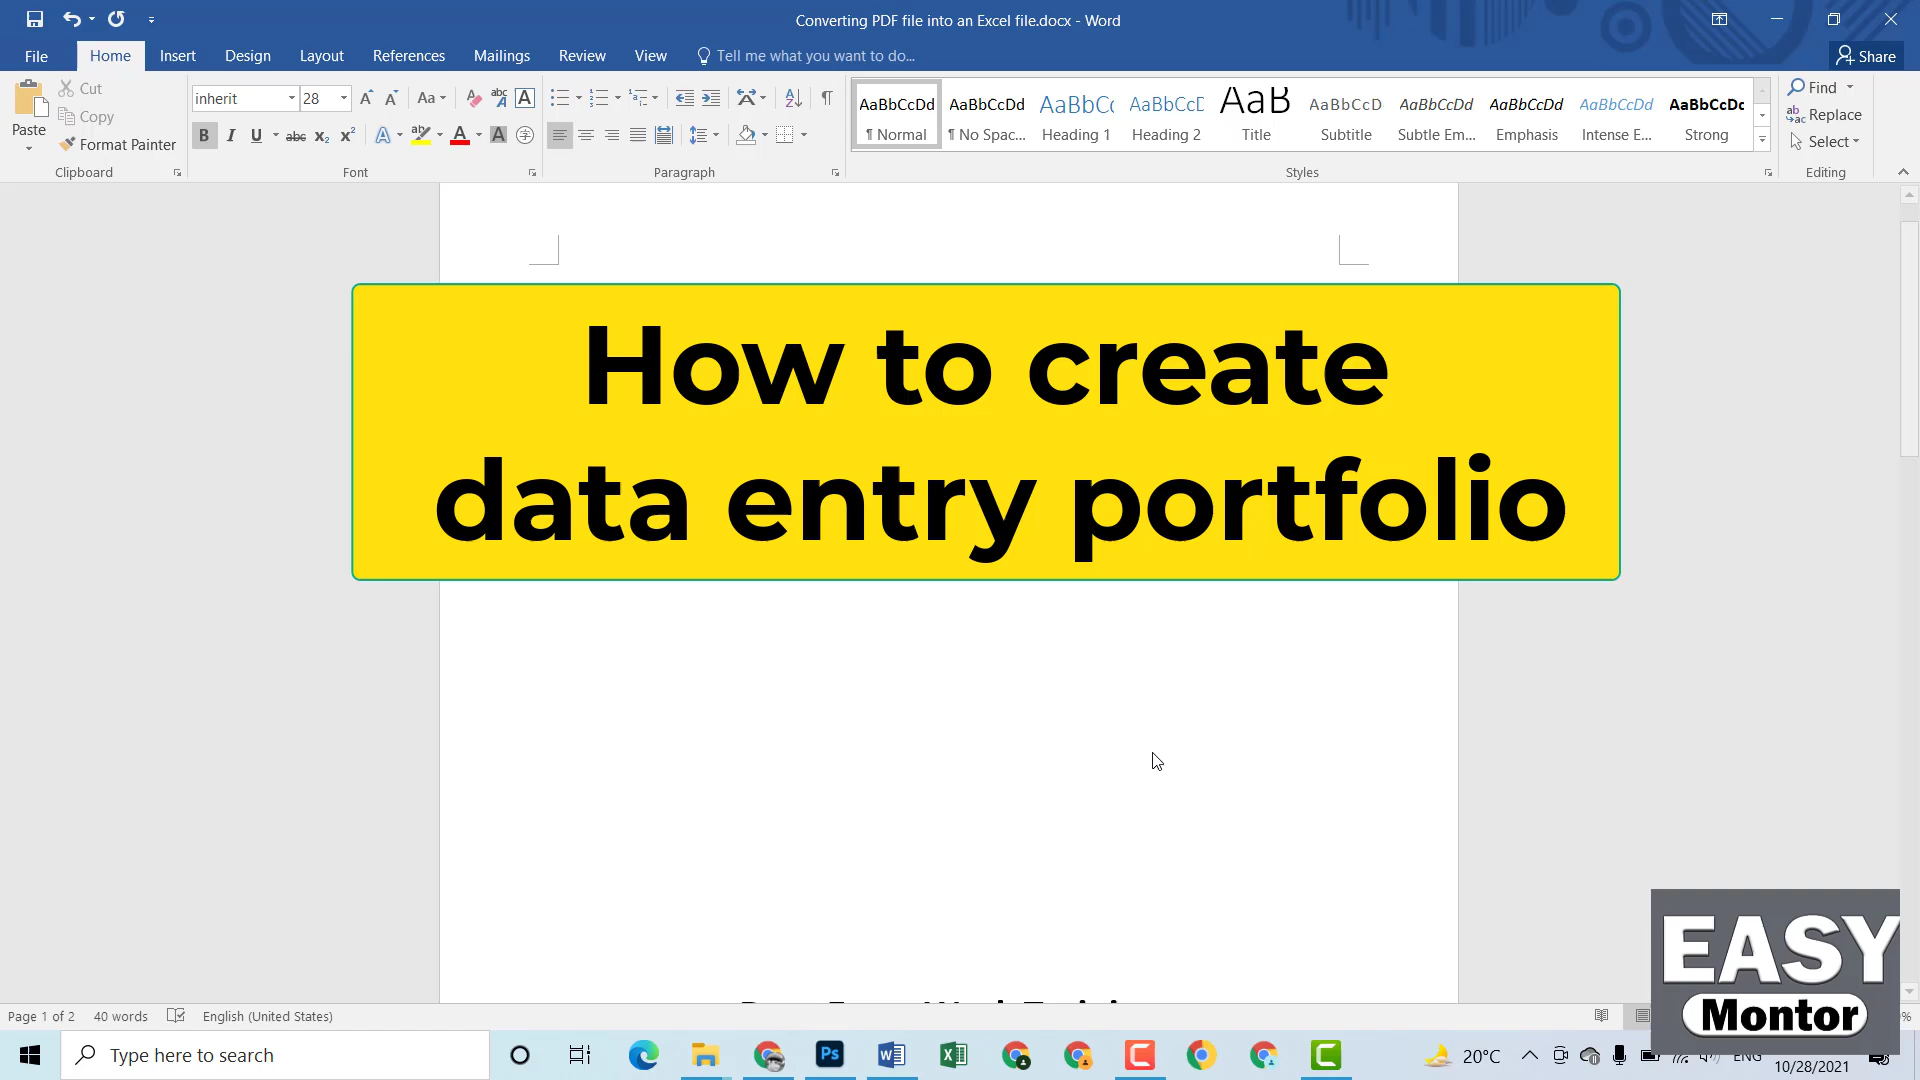 Converting PDF file into an Excel file.docx - Word
File Home Insert Design Layout References Mailings Review View Tell me what you want to do... Share
Paste
Cut
Copy
Format Painter
Clipboard
inherit 28
Font
Paragraph
AaBbCcDd AaBbCcDd AaBbCc AaBbCcD AaB AaBbCcD AaBbCcDd AaBbCcDd AaBbCcDd AaBbCcDc
¶ Normal ¶ No Spac... Heading 1 Heading 2 Title Subtitle Subtle Em... Emphasis Intense E... Strong
Styles
Find
Replace
Select
Editing
How to create
data entry portfolio
EASY
Montor
Page 1 of 2 40 words English (United States)
Type here to search
Ps
20°C
ENG
10/28/2021